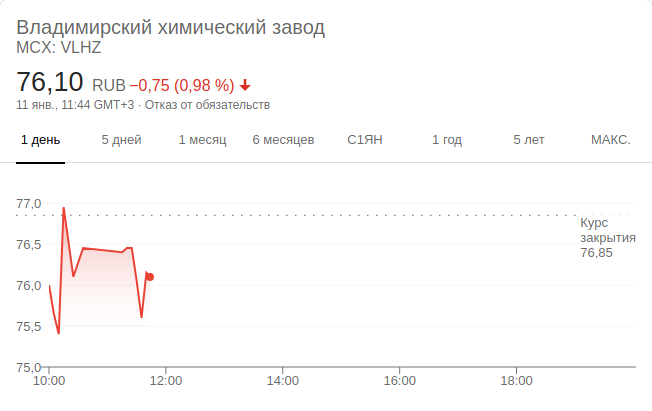 Владимирский химический завод
MCX: VLHZ
76,10 RUB −0,75 (0,98 %)
11 янв., 11:44 GMT+3 · Отказ от обязательств
1 день 5 дней 1 месяц 6 месяцев С1ЯН 1 год 5 лет МАКС.
77,0
Курс
закрытия
76,85
76,5
76,0
75,5
75,0
10:00 12:00 14:00 16:00 18:00